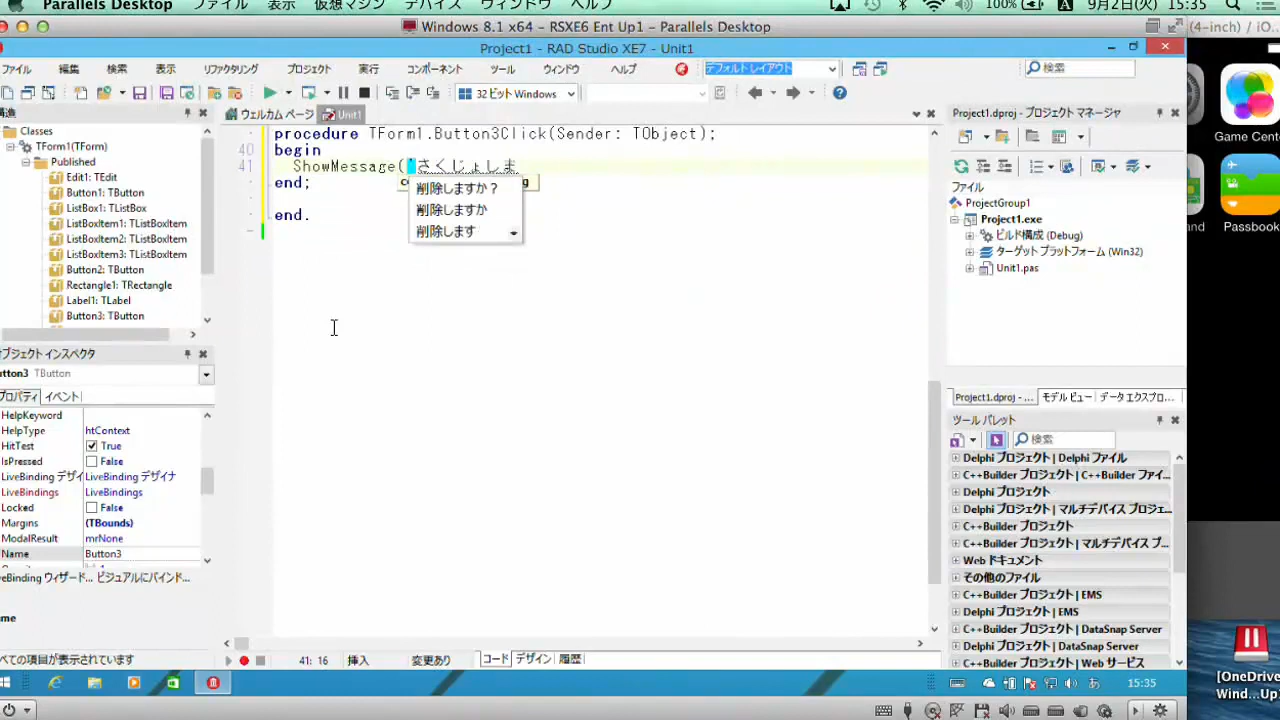 Parallels Desktop ファイル 編集 表示 仮想マシン デバイス ウィンドウ ヘルプ 100% 9月2日(火) 15:35
Windows 8.1 x64 – RSXE6 Ent Up1 – Parallels Desktop
(4-inch) / iO...
Project1 - RAD Studio XE7 - Unit1
ファイル 編集 検索 表示 リファクタリング プロジェクト 実行 コンポーネント ツール ウィンドウ ヘルプ デフォルト レイアウト 検索
32 ビット Windows
構造
ウェルカム ページ Unit1
Project1.dproj - プロジェクト マネージャ
Classes
TForm1(TForm)
Published
Edit1: TEdit
Button1: TButton
ListBox1: TListBox
ListBoxItem1: TListBoxItem
ListBoxItem2: TListBoxItem
ListBoxItem3: TListBoxItem
Button2: TButton
Rectangle1: TRectangle
Label1: TLabel
Button3: TButton
procedure TForm1.Button3Click(Sender: TObject);
40 begin
41 ShowMessage('さくじょしま
end;
end.
削除しますか？
削除しますか
削除します
ファイル
ProjectGroup1
Project1.exe
ビルド構成 (Debug)
ターゲット プラットフォーム (Win32)
Unit1.pas
Game Cente
Passbook
オブジェクト インスペクタ
utton3 TButton
プロパティ イベント
HelpKeyword
HelpType htContext
HitTest True
IsPressed False
LiveBinding デザイ LiveBinding デザイナ
LiveBindings LiveBindings
Locked False
Margins (TBounds)
ModalResult mrNone
Name Button3
veBinding ウィザード... ビジュアルにバインド...
me
べての項目が表示されています
41: 16 挿入 変更あり コード デザイン 履歴
Project1.dproj - ... モデル ビュー データ エクスプロ...
ツール パレット
検索
Delphi プロジェクト | Delphi ファイル
C++Builder プロジェクト | C++Builder ファイ...
Delphi プロジェクト
Delphi プロジェクト | マルチデバイス プロジェ...
C++Builder プロジェクト
C++Builder プロジェクト | マルチデバイス プ...
Web ドキュメント
その他のファイル
C++Builder プロジェクト | EMS
Delphi プロジェクト | EMS
C++Builder プロジェクト | DataSnap Server
Delphi プロジェクト | DataSnap Server
C++Builder プロジェクト | Web サービス
15:35
[OneDrive
Wind...Up1